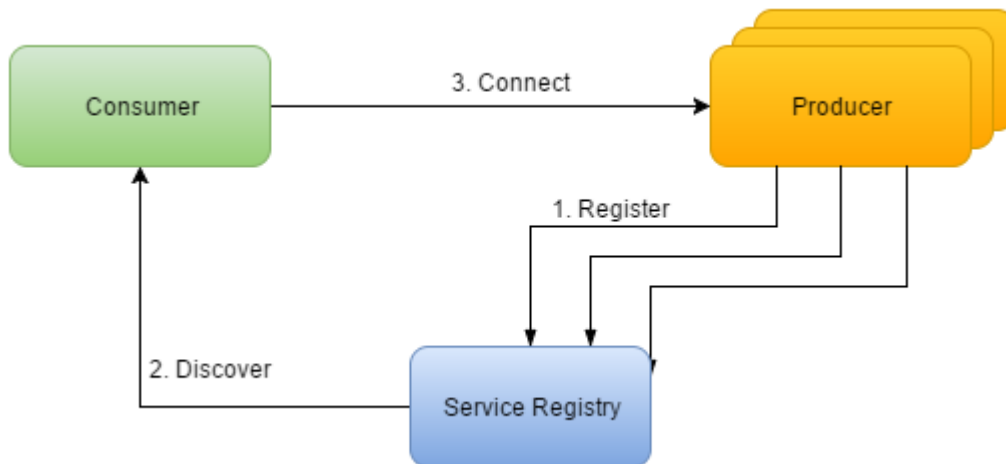 3. Connect
Consumer
Producer
1. Register
2. Discover
Service Registry